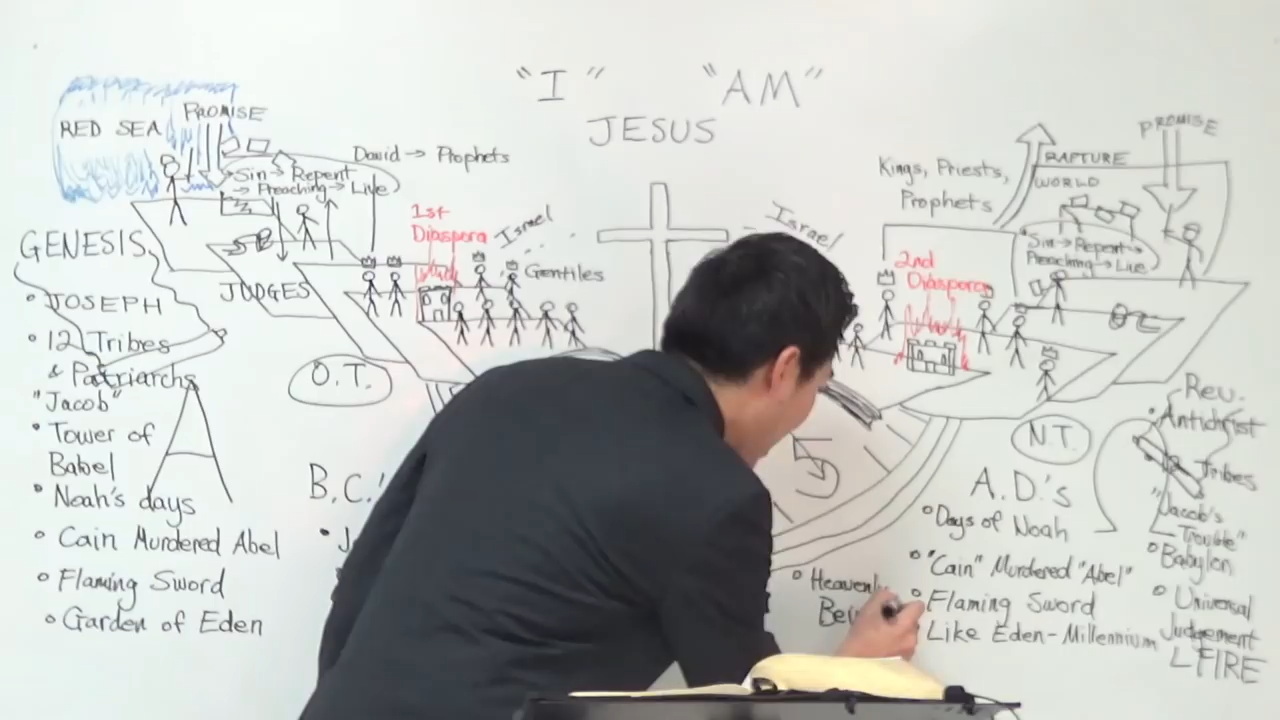 "I" "AM"
JESUS
RED SEA
PROMISE
Sin → Repent
→ Preaching → Live
David → Prophets
1st
Diaspora
Israel
Gentiles
GENESIS
• JOSEPH
• 12 Tribes
& Patriarchs
"Jacob"
• Tower of
Babel
• Noah's days
• Cain Murdered Abel
• Flaming Sword
• Garden of Eden
JUDGES
O.T.
B.C.'
• J
Israel
Kings, Priests,
Prophets
2nd
Diaspora
RAPTURE
WORLD
PROMISE
Sin → Repent →
Preaching → Live
N.T.
A.D.'s
• Days of Noah
• "Cain" Murdered "Abel"
• Flaming Sword
Like Eden - Millennium
• Heavenly
Rev.
• Antichrist
Tribes
"Jacob's
Trouble"
• Babylon
• Universal
Judgement
FIRE